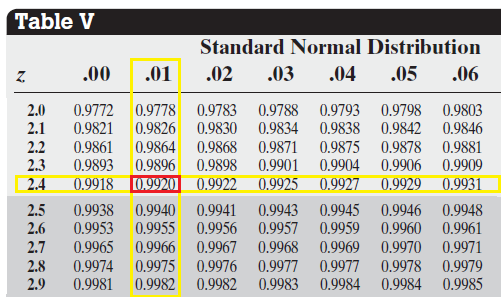 Table V
Standard Normal Distribution
z .00 .01 .02 .03 .04 .05 .06
2.0 0.9772 0.9778 0.9783 0.9788 0.9793 0.9798 0.9803
2.1 0.9821 0.9826 0.9830 0.9834 0.9838 0.9842 0.9846
2.2 0.9861 0.9864 0.9868 0.9871 0.9875 0.9878 0.9881
2.3 0.9893 0.9896 0.9898 0.9901 0.9904 0.9906 0.9909
2.4 0.9918 0.9920 0.9922 0.9925 0.9927 0.9929 0.9931
2.5 0.9938 0.9940 0.9941 0.9943 0.9945 0.9946 0.9948
2.6 0.9953 0.9955 0.9956 0.9957 0.9959 0.9960 0.9961
2.7 0.9965 0.9966 0.9967 0.9968 0.9969 0.9970 0.9971
2.8 0.9974 0.9975 0.9976 0.9977 0.9977 0.9978 0.9979
2.9 0.9981 0.9982 0.9982 0.9983 0.9984 0.9984 0.9985